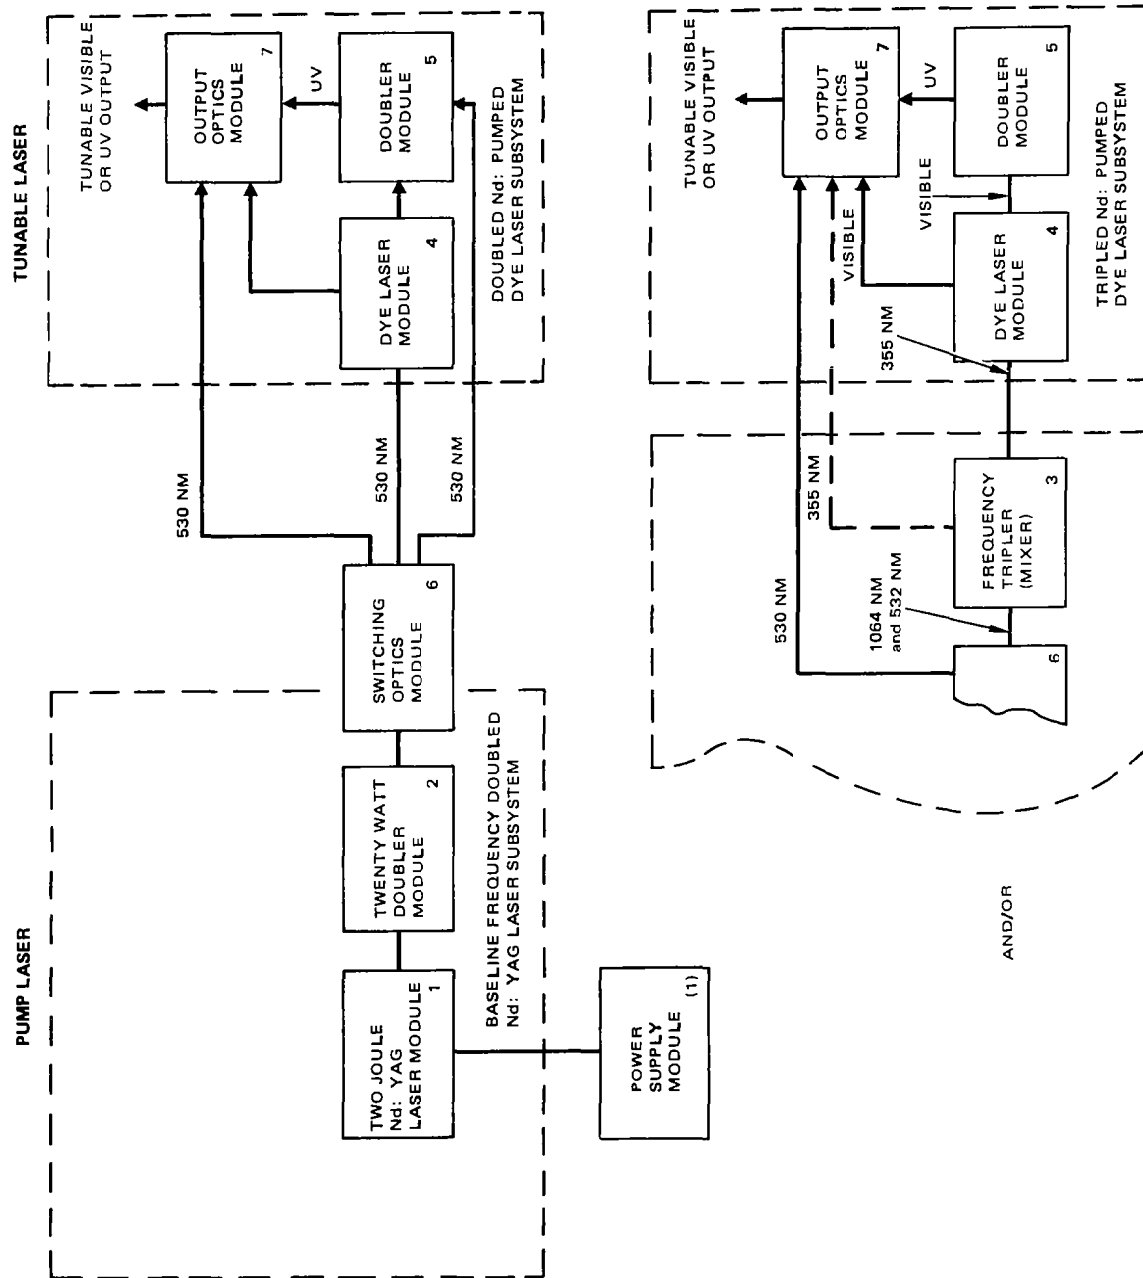 PUMP LASER
TUNABLE LASER
TWO JOULE
Nd: YAG
LASER MODULE
1
TWENTY WATT
DOUBLER
MODULE
2
SWITCHING
OPTICS
MODULE
6
BASELINE FREQUENCY DOUBLED
Nd: YAG LASER SUBSYSTEM
POWER
SUPPLY
MODULE
(1)
530 NM
530 NM
530 NM
DYE LASER
MODULE
4
DOUBLER
MODULE
5
UV
OUTPUT
OPTICS
MODULE
7
TUNABLE VISIBLE
OR UV OUTPUT
DOUBLED Nd: PUMPED
DYE LASER SUBSYSTEM
AND/OR
6
1064 NM
and 532 NM
FREQUENCY
TRIPLER
(MIXER)
3
530 NM
355 NM
355 NM
DYE LASER
MODULE
4
VISIBLE
VISIBLE
DOUBLER
MODULE
5
UV
OUTPUT
OPTICS
MODULE
7
TUNABLE VISIBLE
OR UV OUTPUT
TRIPLED Nd: PUMPED
DYE LASER SUBSYSTEM